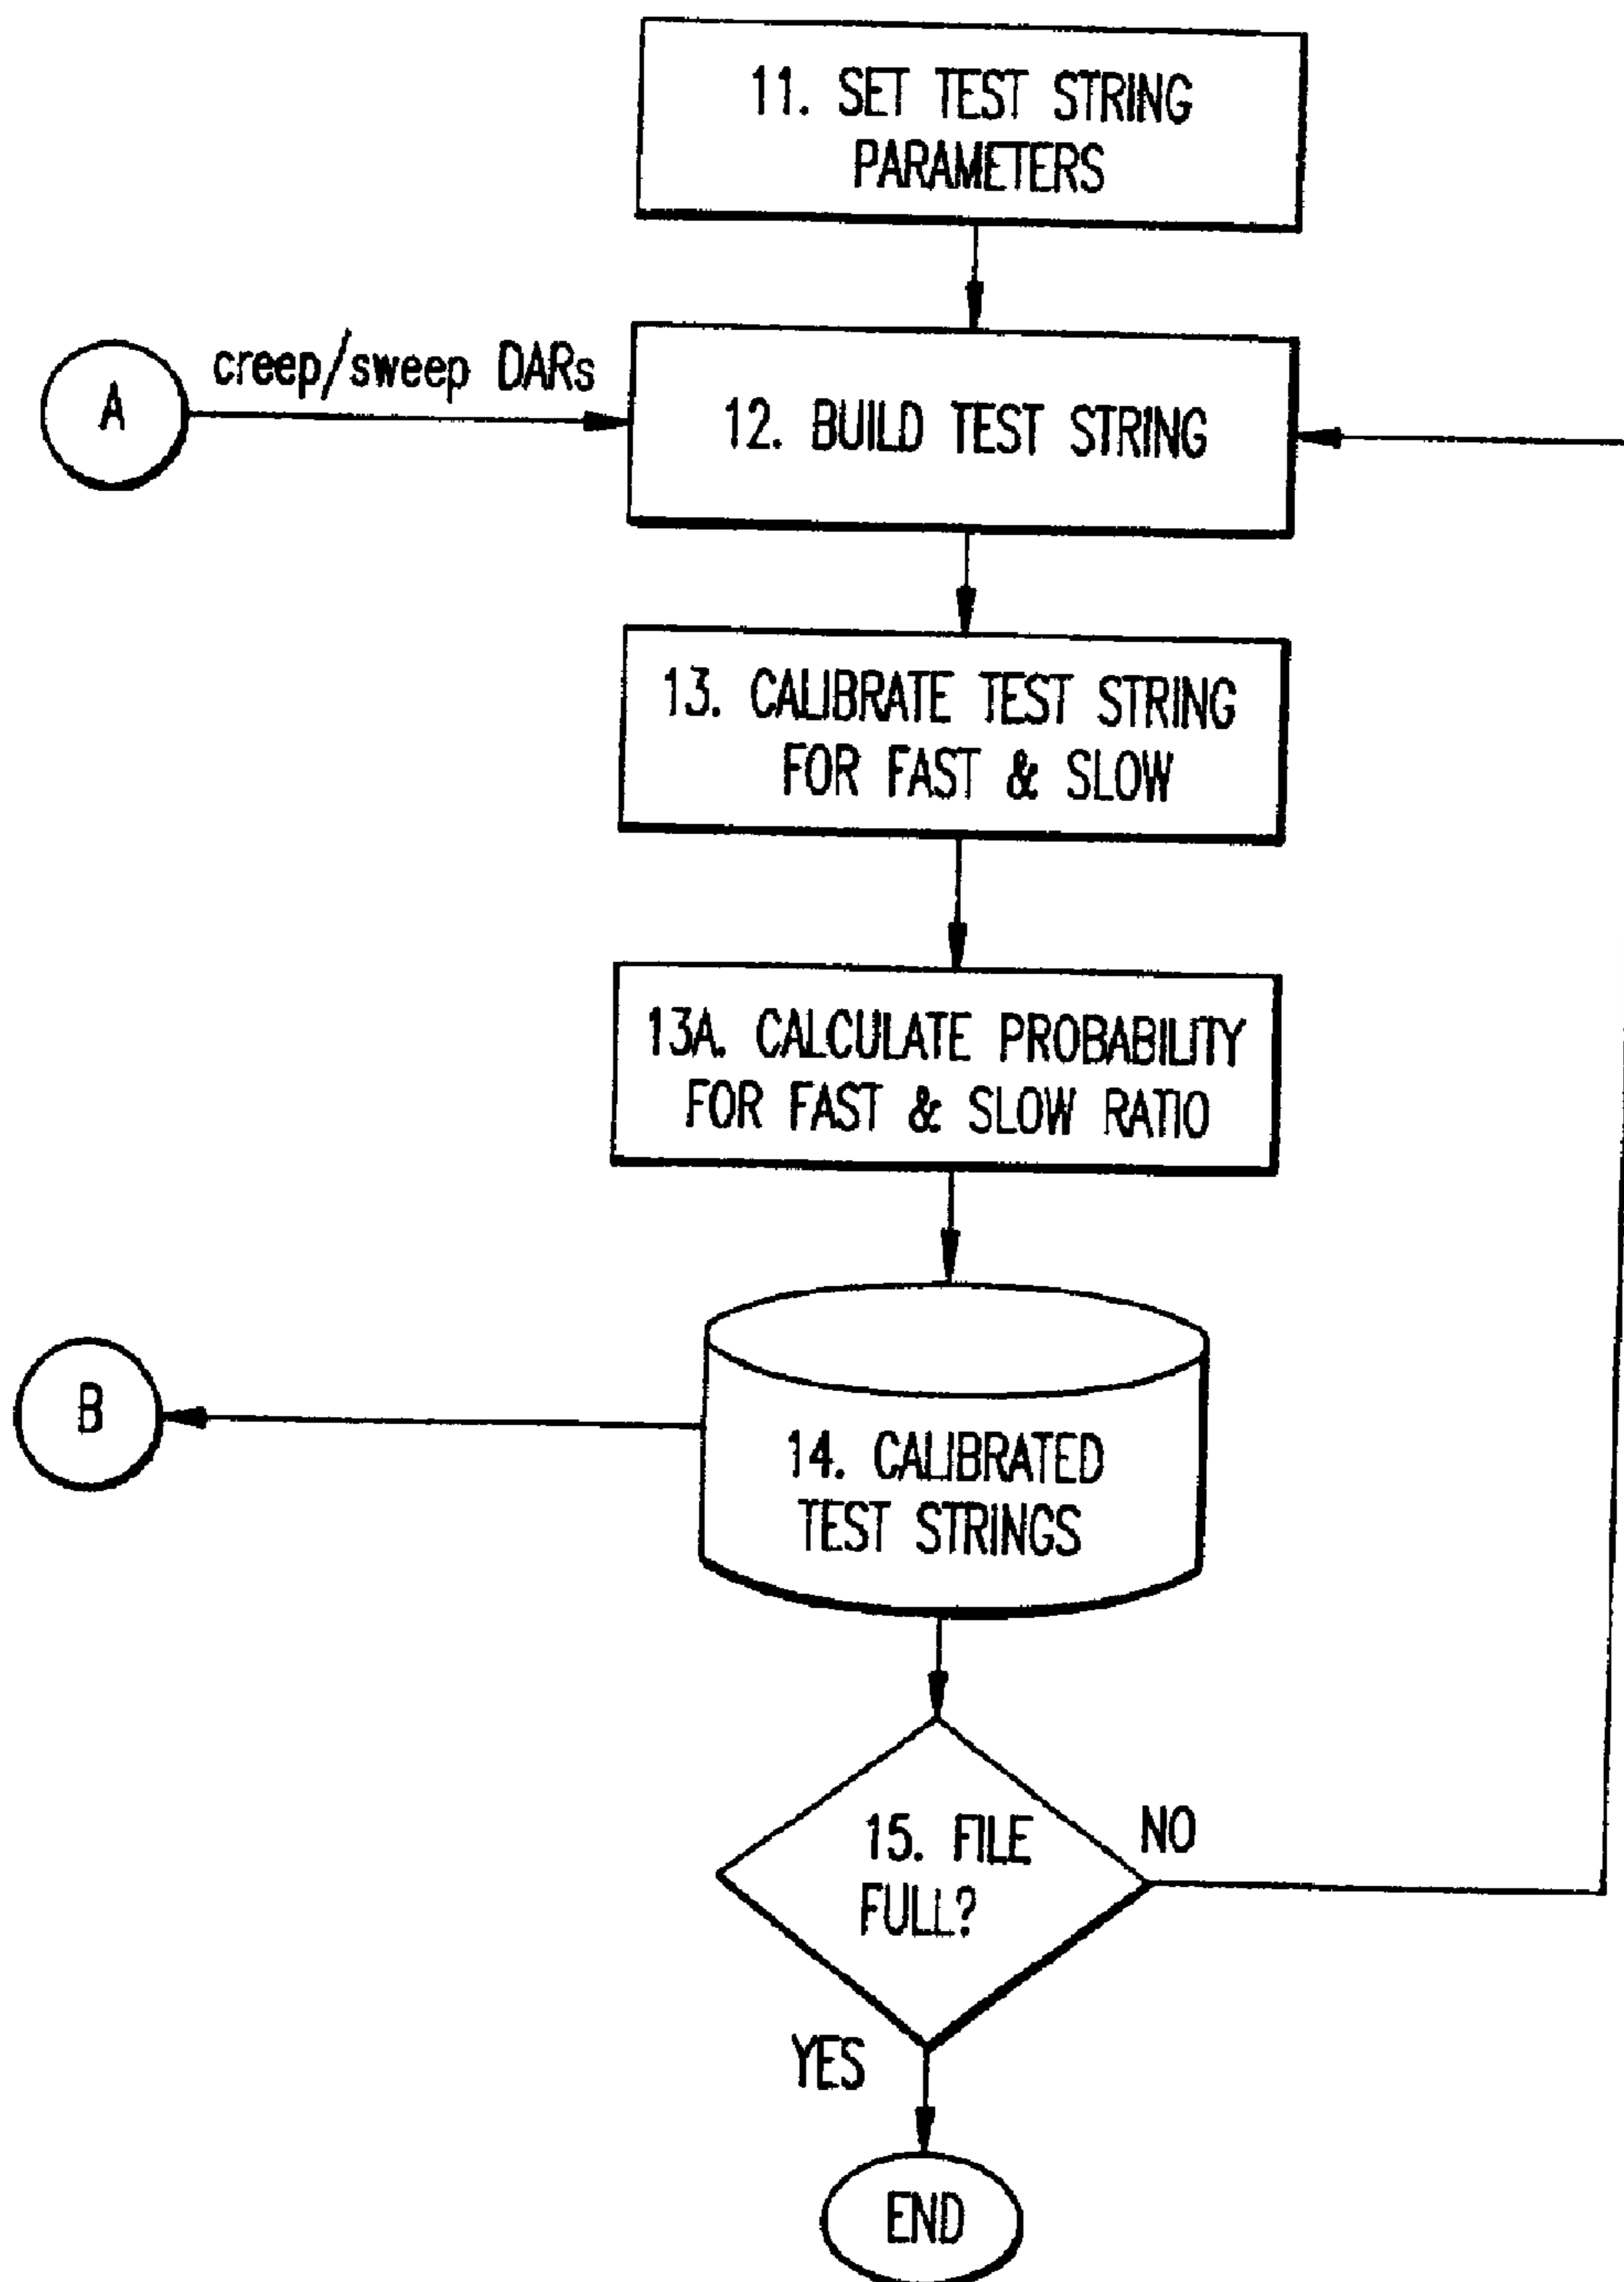 11. SET TEST STRING
PARAMETERS
A
creep/sweep DARs
12. BUILD TEST STRING
13. CALIBRATE TEST STRING
FOR FAST & SLOW
13A. CALCULATE PROBABILITY
FOR FAST & SLOW RATIO
B
14. CALIBRATED
TEST STRINGS
15. FILE
FULL?
NO
YES
END